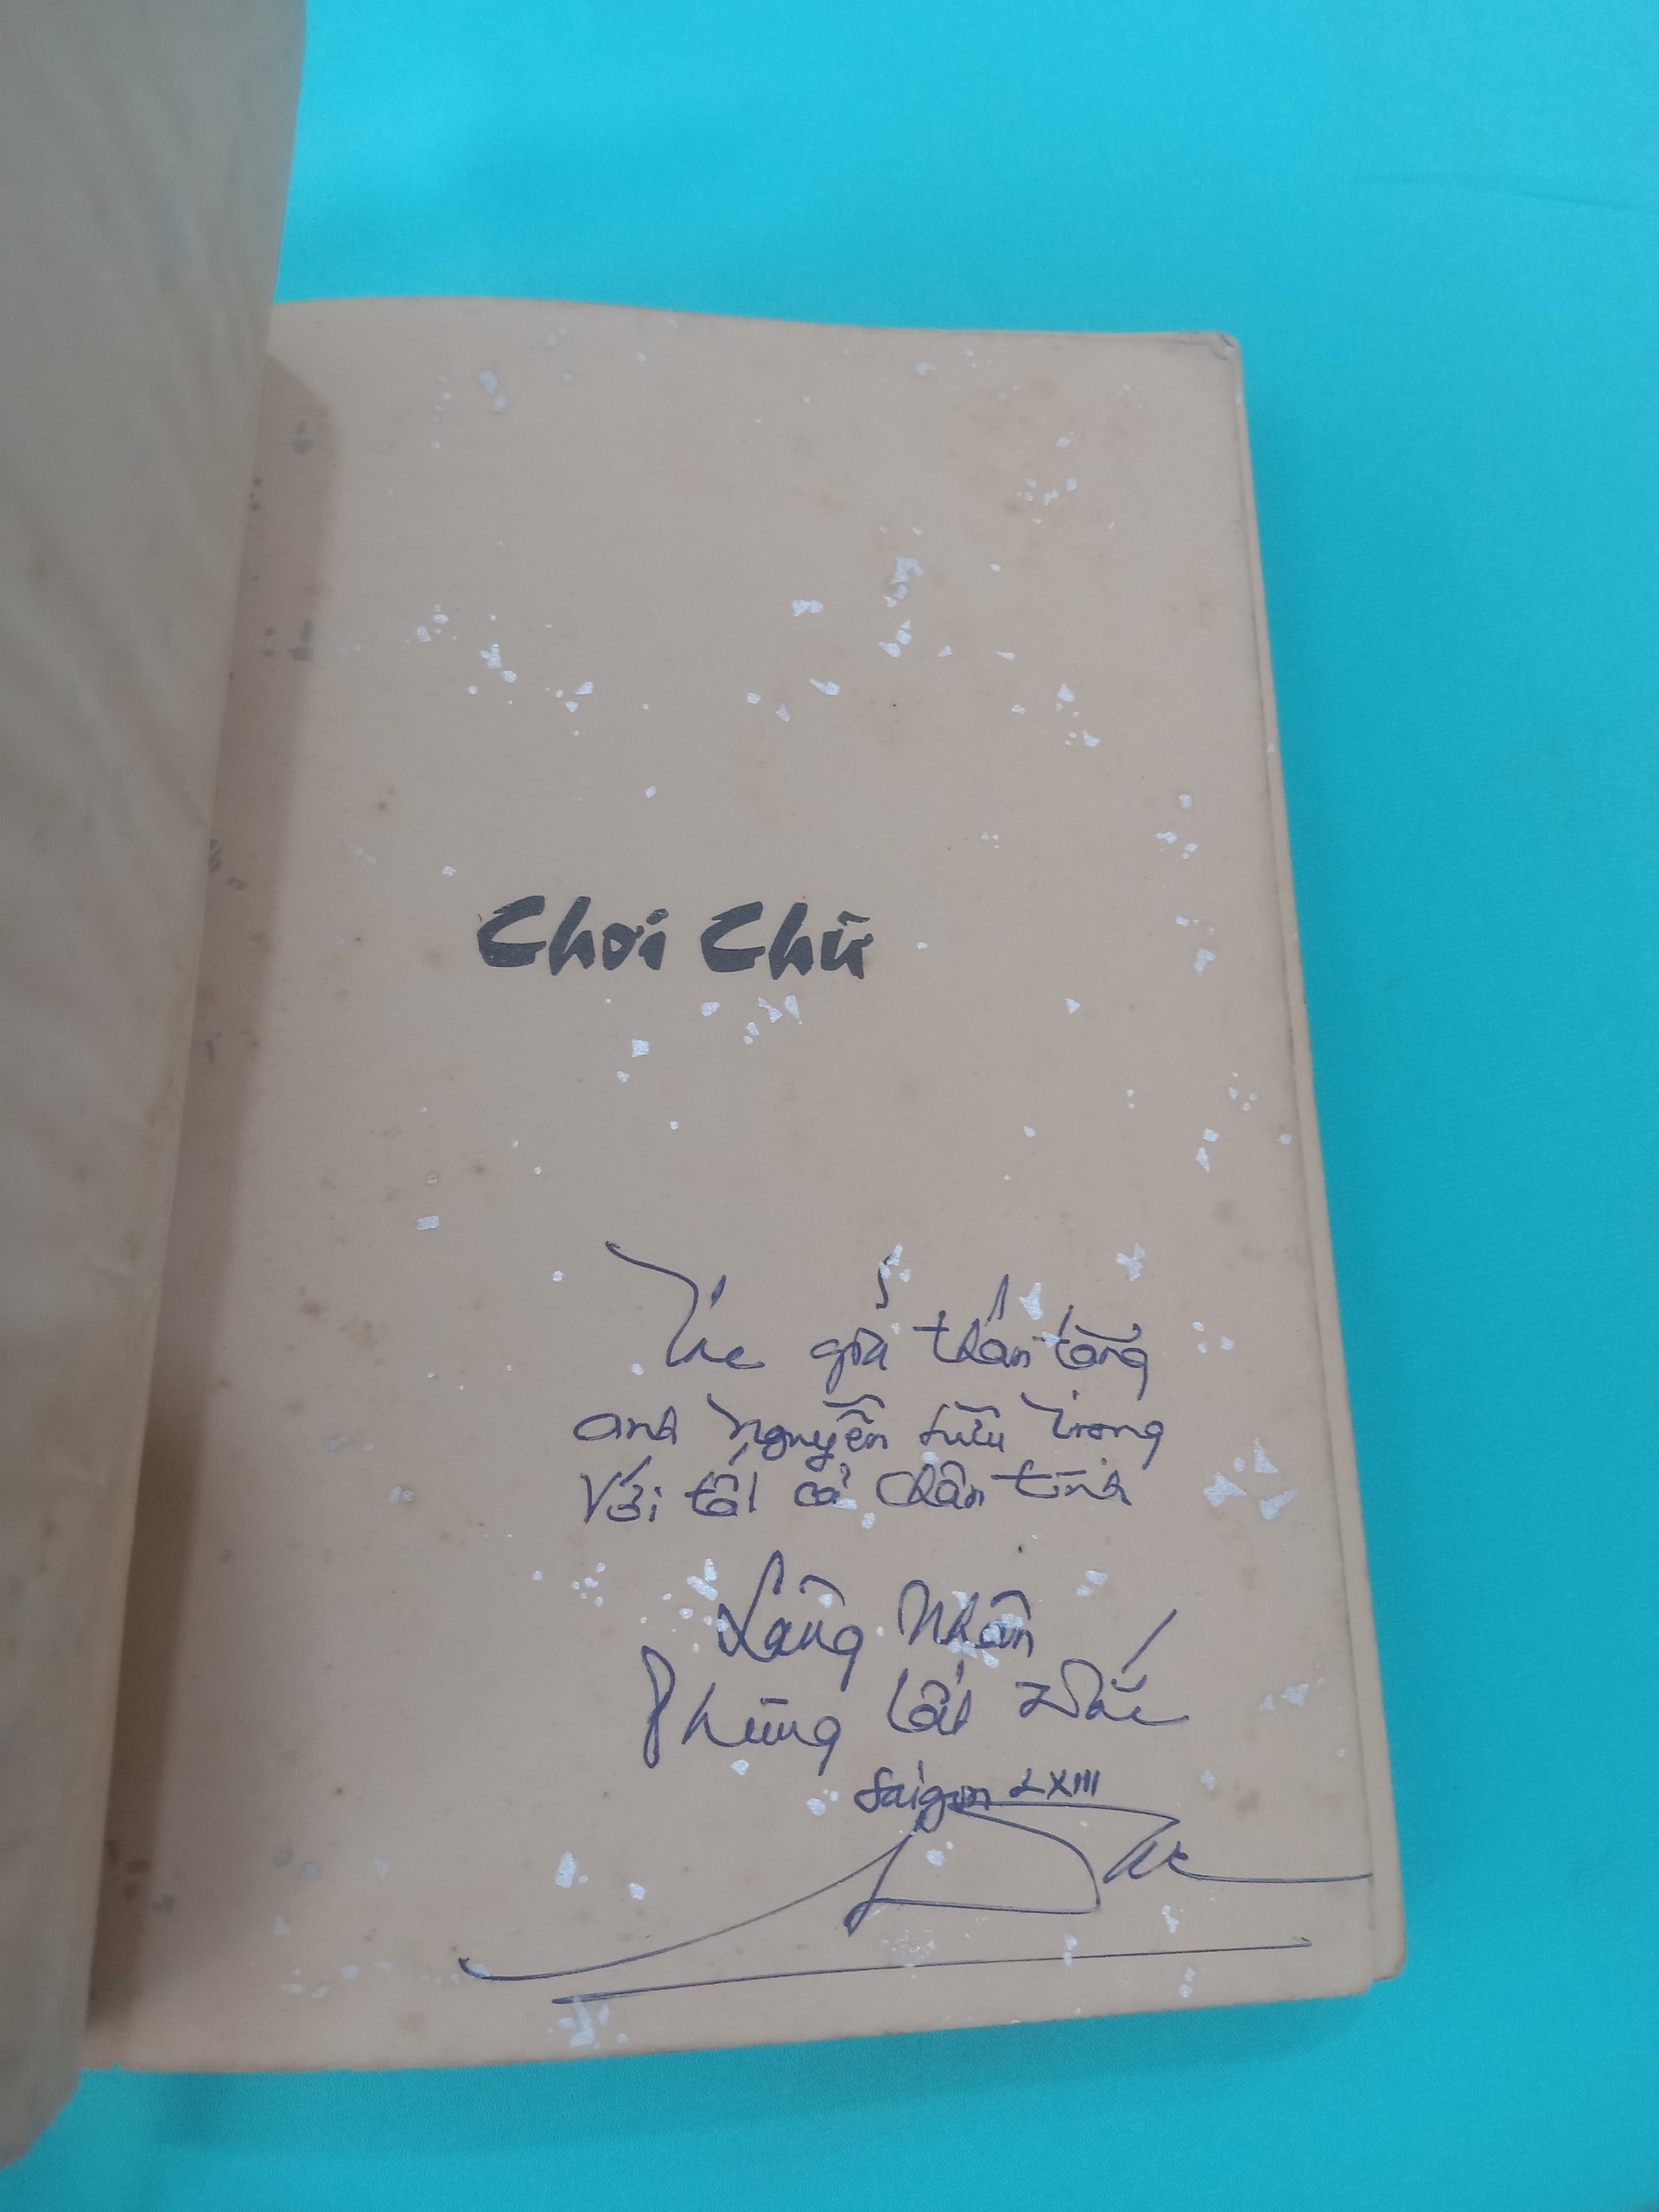 Chơi Chữ
Tác giả thân tặng
anh Nguyễn Hữu Trọng
với tất cả chân tình
Lãng Nhân
Phùng Tất Đắc
Saigon LXIII